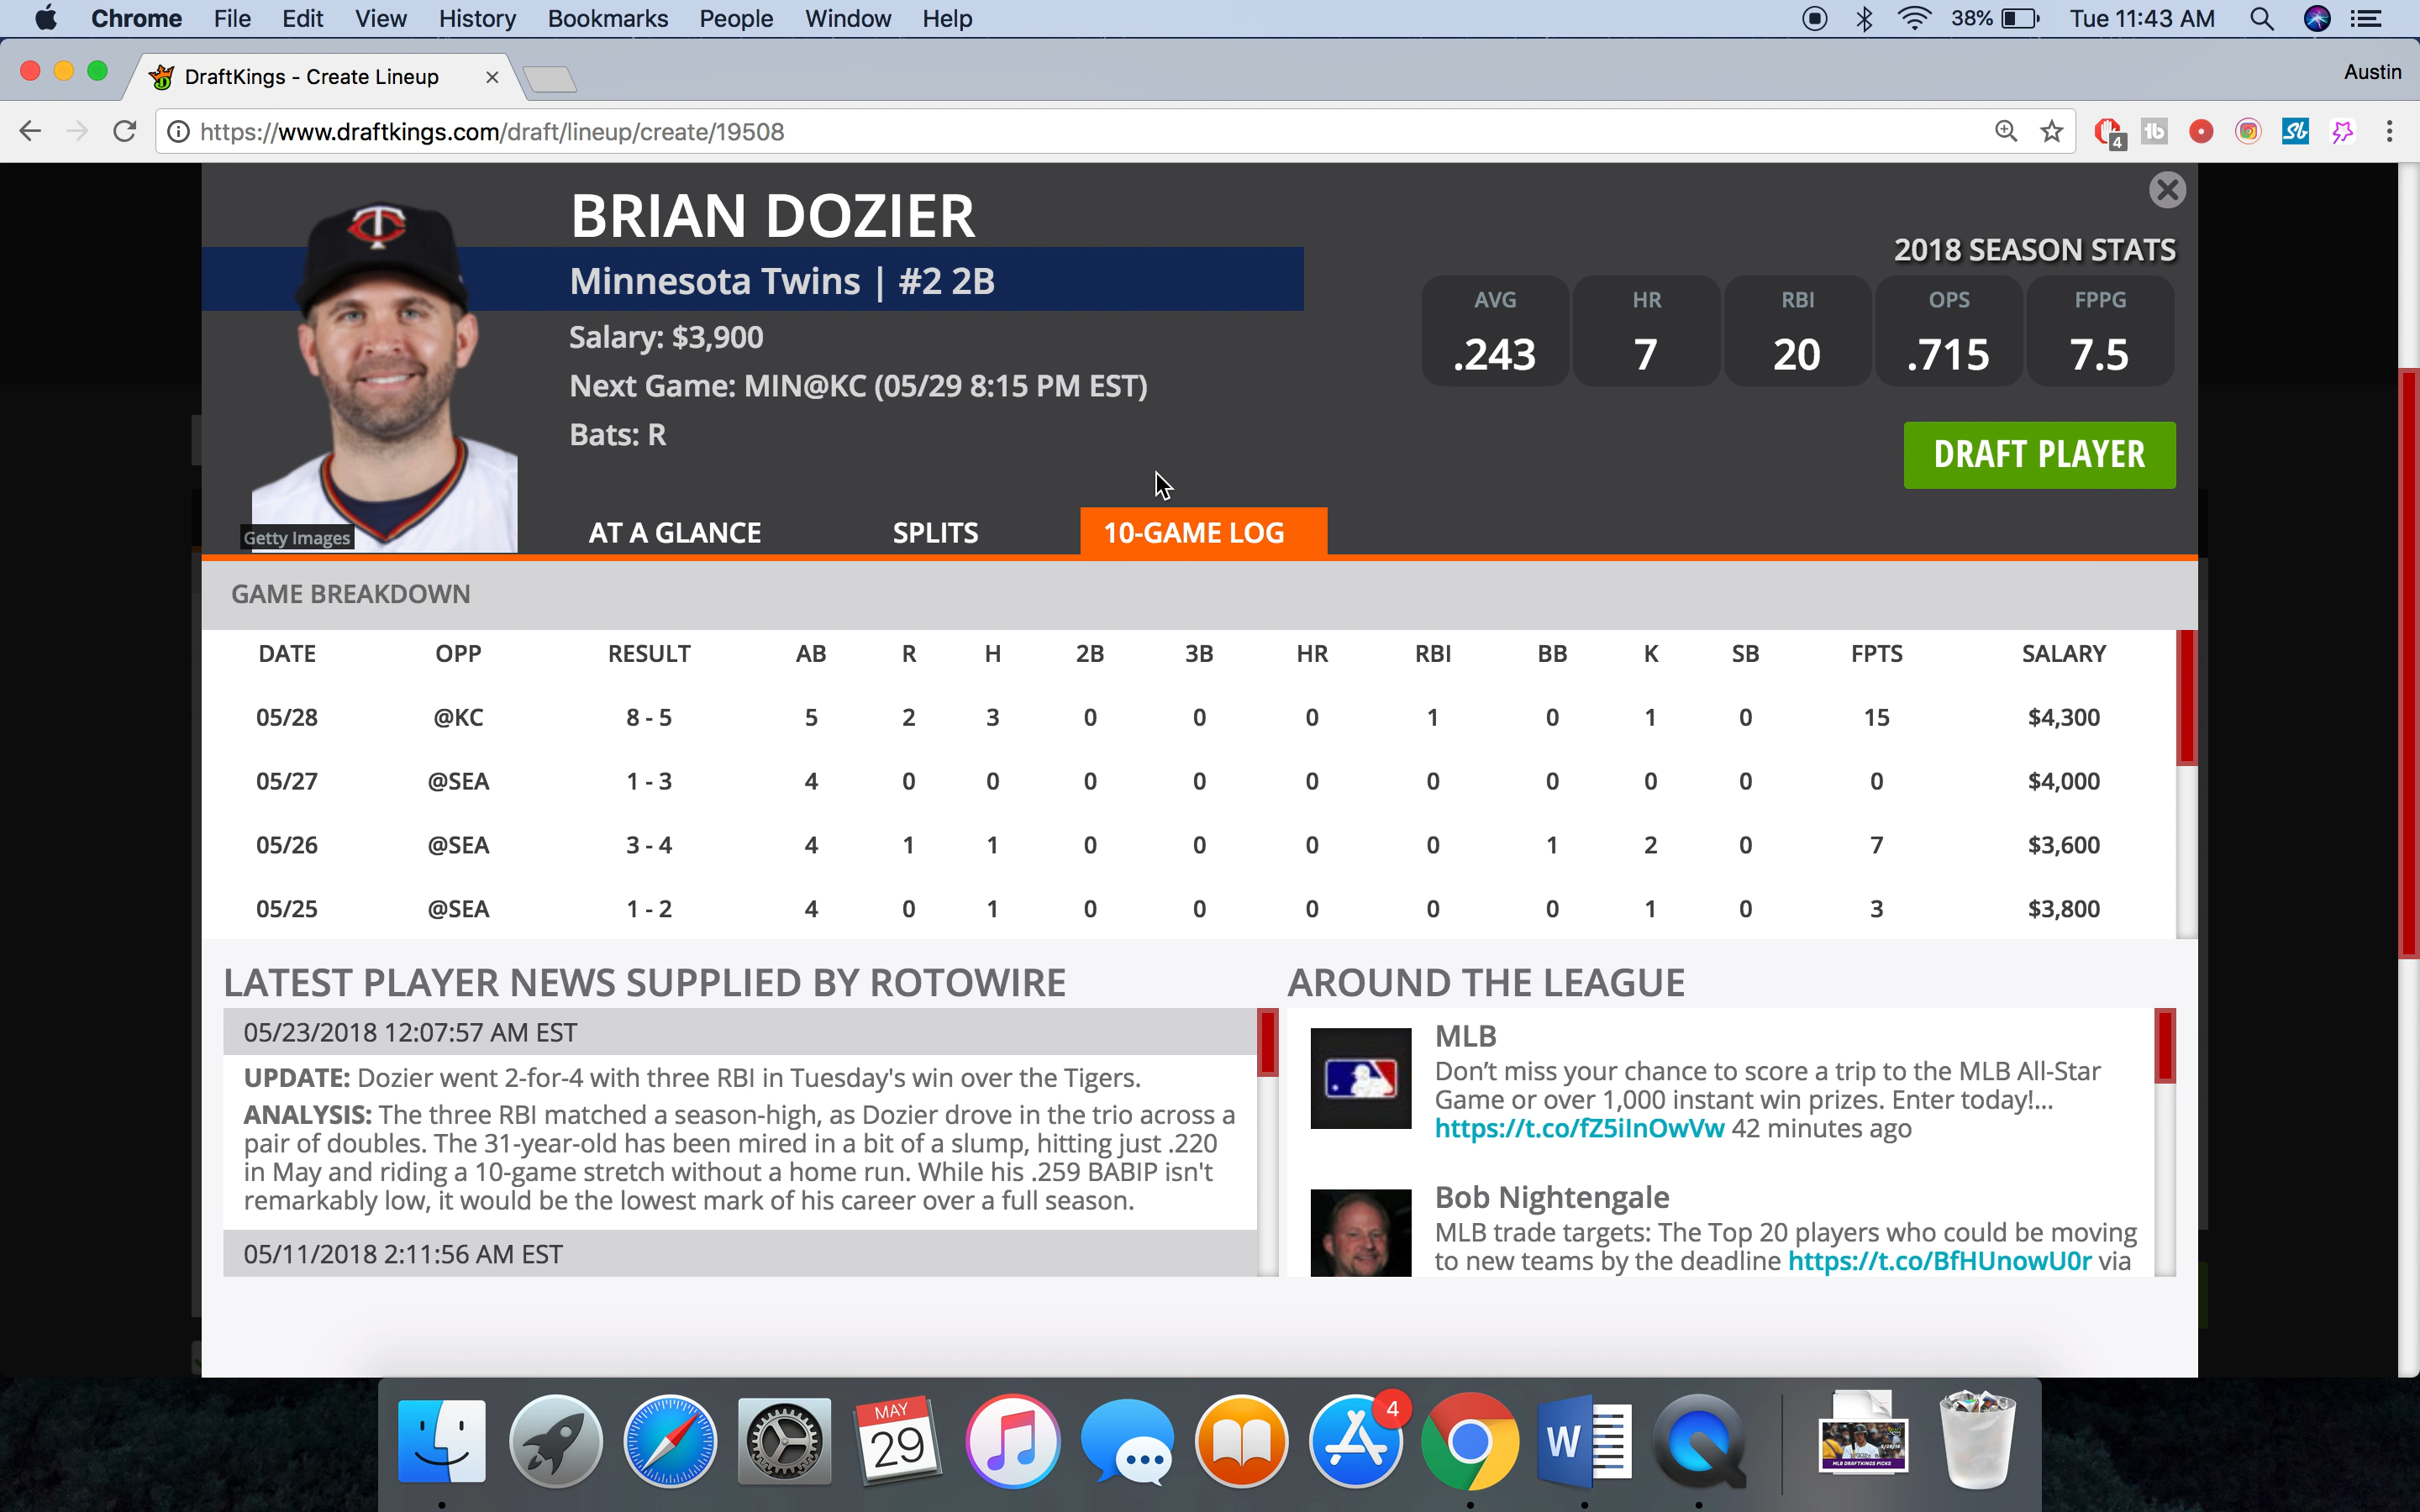 Chrome File Edit View History Bookmarks People Window Help 38% Tue 11:43 AM
DraftKings - Create Lineup
Austin
https://www.draftkings.com/draft/lineup/create/19508
4
BRIAN DOZIER
Minnesota Twins | #2 2B
Salary: $3,900
Next Game: MIN@KC (05/29 8:15 PM EST)
Bats: R
Getty Images
2018 SEASON STATS
AVG HR RBI OPS FPPG
.243 7 20 .715 7.5
DRAFT PLAYER
AT A GLANCE SPLITS 10-GAME LOG
GAME BREAKDOWN
DATE OPP RESULT AB R H 2B 3B HR RBI BB K SB FPTS SALARY
05/28 @KC 8 - 5 5 2 3 0 0 0 1 0 1 0 15 $4,300
05/27 @SEA 1 - 3 4 0 0 0 0 0 0 0 0 0 0 $4,000
05/26 @SEA 3 - 4 4 1 1 0 0 0 0 1 2 0 7 $3,600
05/25 @SEA 1 - 2 4 0 1 0 0 0 0 0 1 0 3 $3,800
LATEST PLAYER NEWS SUPPLIED BY ROTOWIRE
05/23/2018 12:07:57 AM EST
UPDATE: Dozier went 2-for-4 with three RBI in Tuesday's win over the Tigers.
ANALYSIS: The three RBI matched a season-high, as Dozier drove in the trio across a
pair of doubles. The 31-year-old has been mired in a bit of a slump, hitting just .220
in May and riding a 10-game stretch without a home run. While his .259 BABIP isn't
remarkably low, it would be the lowest mark of his career over a full season.
05/11/2018 2:11:56 AM EST
AROUND THE LEAGUE
MLB
Don't miss your chance to score a trip to the MLB All-Star
Game or over 1,000 instant win prizes. Enter today!...
https://t.co/fZ5iInOwVw 42 minutes ago
Bob Nightengale
MLB trade targets: The Top 20 players who could be moving
to new teams by the deadline https://t.co/BfHUnowU0r via
MAY
29
4
W
MLB DRAFTKINGS PICKS